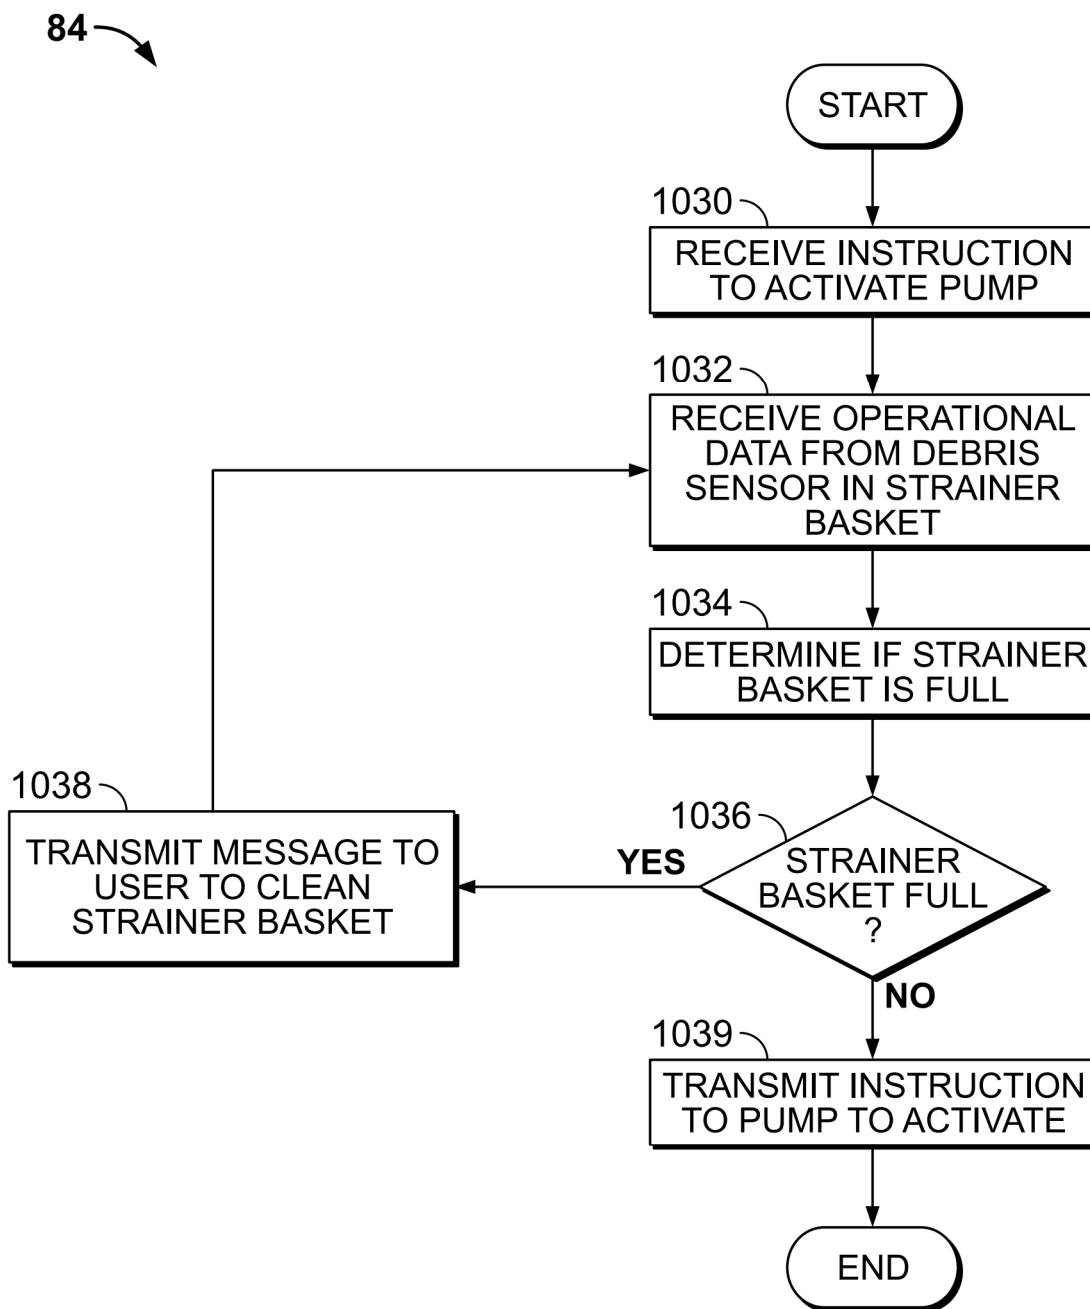 84
START
1030
RECEIVE INSTRUCTION
TO ACTIVATE PUMP
1032
RECEIVE OPERATIONAL
DATA FROM DEBRIS
SENSOR IN STRAINER
BASKET
1034
DETERMINE IF STRAINER
BASKET IS FULL
1036
STRAINER
BASKET FULL
?
YES
1038
TRANSMIT MESSAGE TO
USER TO CLEAN
STRAINER BASKET
NO
1039
TRANSMIT INSTRUCTION
TO PUMP TO ACTIVATE
END